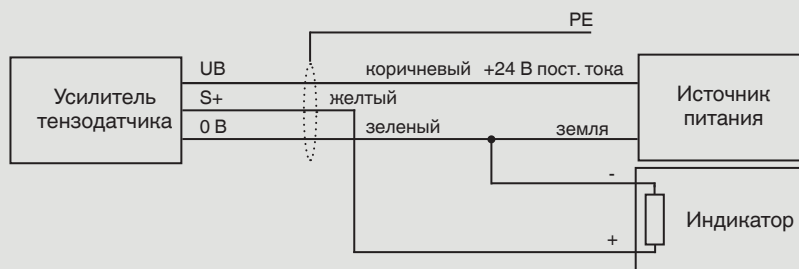 PE
UB
коричневый +24 В пост. тока
Усилитель
тензодатчика
S+
желтый
Источник
питания
0 В
зеленый
земля
-
Индикатор
+